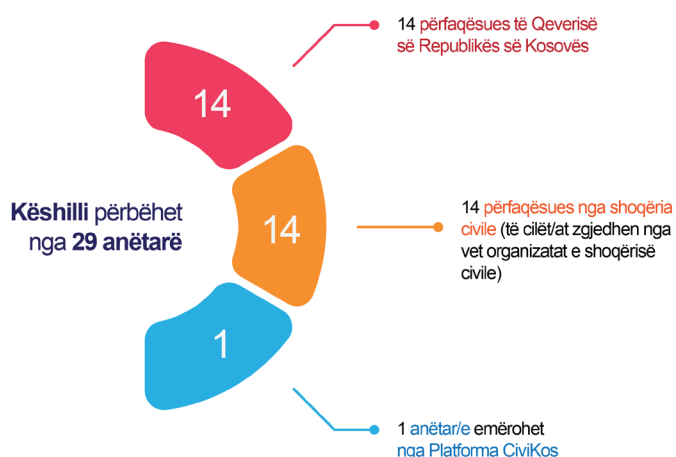 14 përfaqësues të Qeverisë
së Republikës së Kosovës
14
Këshilli përbëhet
nga 29 anëtarë
14
14 përfaqësues nga shoqëria
civile (të cilët/at zgjedhen nga
vet organizatat e shoqërisë
civile)
1
1 anëtar/e emërohet
nga Platforma CiviKos